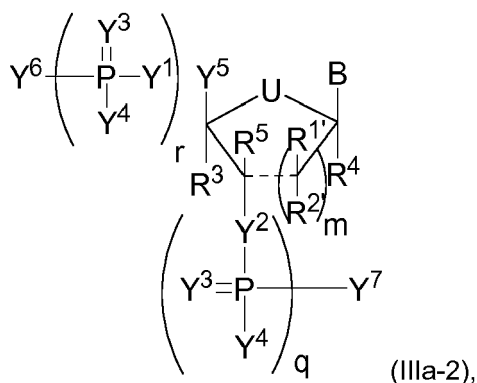 Y³
Y⁶ P Y¹ Y⁵ U B
Y⁴ R⁵ R¹'
r R³ R⁴
R²'
m
Y²
Y³=P Y⁷
Y⁴
q
(IIIa-2),